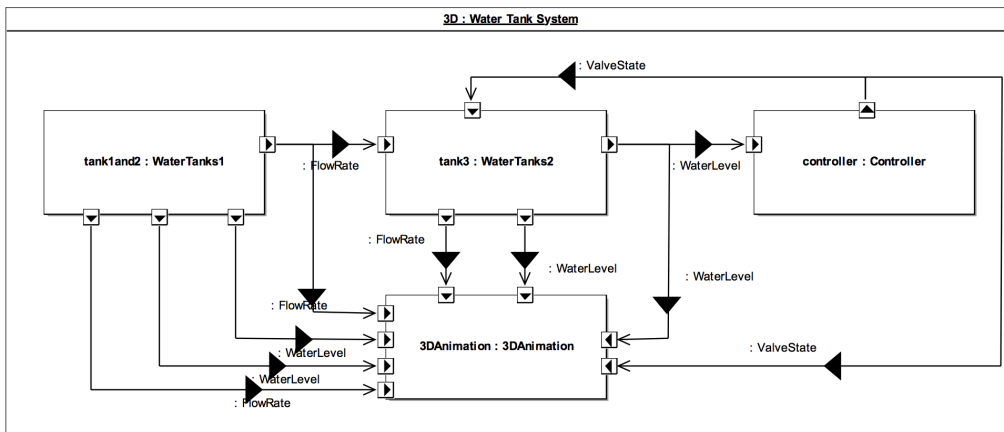 3D : Water Tank System
: ValveState
tank1and2 : WaterTanks1
: FlowRate
tank3 : WaterTanks2
: WaterLevel
controller : Controller
: FlowRate
: WaterLevel
: WaterLevel
: FlowRate
3DAnimation : 3DAnimation
: ValveState
: WaterLevel
: WaterLevel
: FlowRate